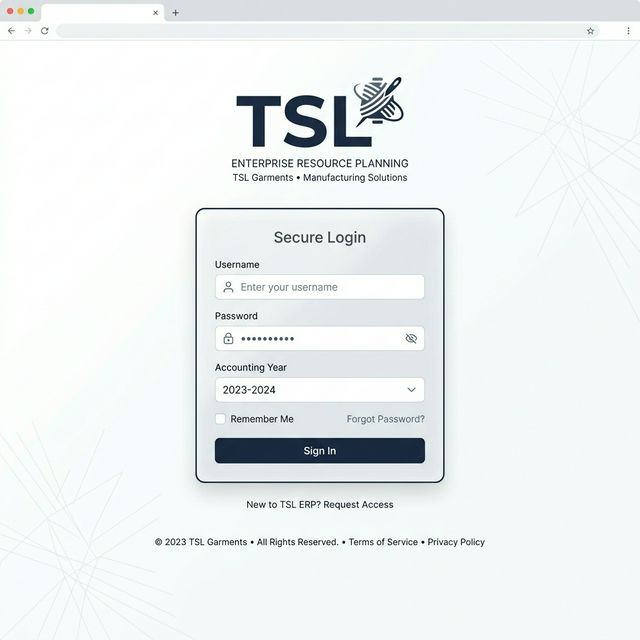 TSL
ENTERPRISE RESOURCE PLANNING
TSL Garments • Manufacturing Solutions
Secure Login
Username
Enter your username
Password
••••••••••
Accounting Year
2023-2024
Remember Me Forgot Password?
Sign In
New to TSL ERP? Request Access
© 2023 TSL Garments • All Rights Reserved. • Terms of Service • Privacy Policy